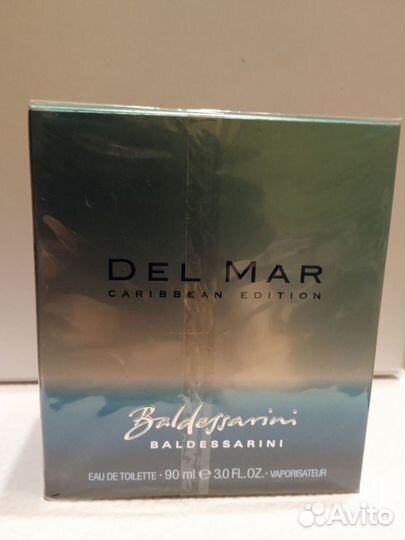 DEL MAR
CARIBBEAN EDITION
Baldessarini
BALDESSARINI
EAU DE TOILETTE · 90 ml e 3.0 FL.OZ. · VAPORISATEUR
Avito